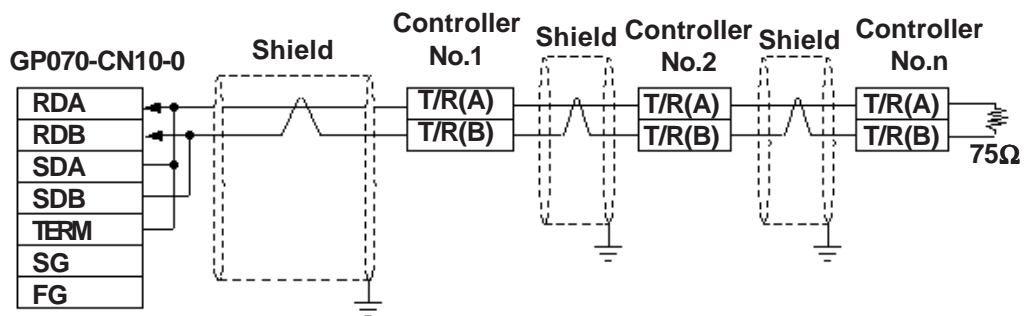 GP070-CN10-0
RDA
RDB
SDA
SDB
TERM
SG
FG
Shield
Controller
No.1
T/R(A)
T/R(B)
Shield
Controller
No.2
T/R(A)
T/R(B)
Shield
Controller
No.n
T/R(A)
T/R(B)
75Ω